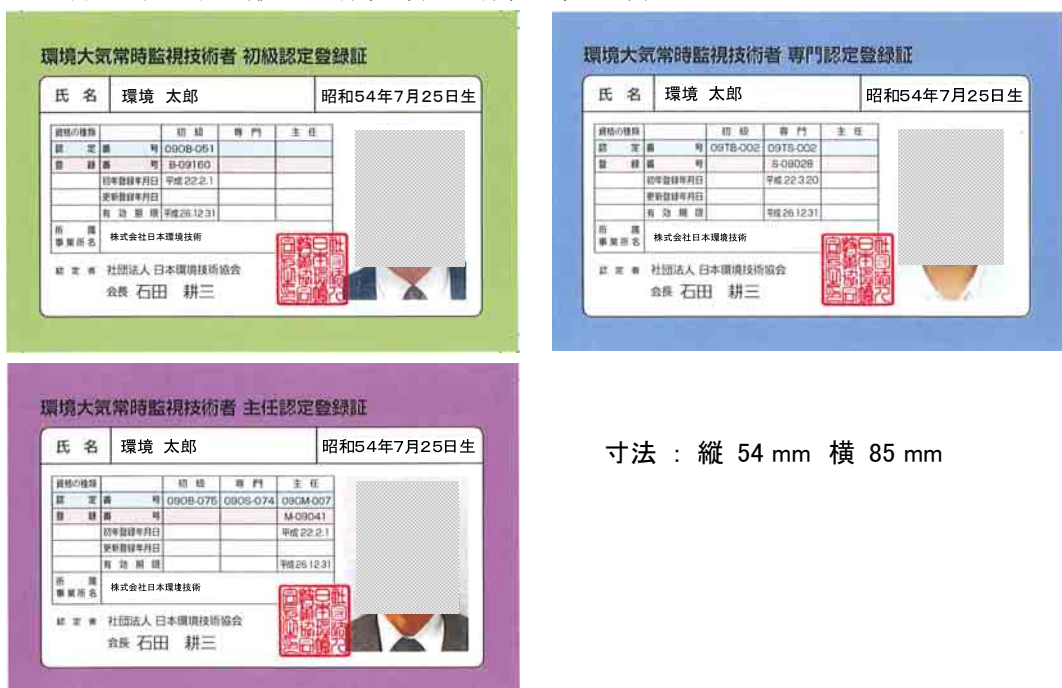 環境大気常時監視技術者 初級認定登録証
氏 名 環境 太郎 昭和54年7月25日生
資格の種類 初 級 専 門 主 任
認 定 番 号 090B-051
登 録 番 号 B-09160
初年登録年月日 平成22.2.1
更新登録年月日
有 効 期 限 平成26.12.31
所 属
事業所名 株式会社日本環境技術
認 定 者 社団法人 日本環境技術協会
会長 石田 耕三
環境大気常時監視技術者 専門認定登録証
氏 名 環境 太郎 昭和54年7月25日生
資格の種類 初 級 専 門 主 任
認 定 番 号 09TB-002 09TS-002
登 録 番 号 S-09028
初年登録年月日 平成22.3.20
更新登録年月日
有 効 期 限 平成26.12.31
所 属
事業所名 株式会社日本環境技術
認 定 者 社団法人 日本環境技術協会
会長 石田 耕三
環境大気常時監視技術者 主任認定登録証
氏 名 環境 太郎 昭和54年7月25日生
資格の種類 初 級 専 門 主 任
認 定 番 号 090B-075 090S-074 090M-007
登 録 番 号 M-09041
初年登録年月日 平成22.2.1
更新登録年月日
有 効 期 限 平成26.12.31
所 属
事業所名 株式会社日本環境技術
認 定 者 社団法人 日本環境技術協会
会長 石田 耕三
寸法 : 縦 54 mm 横 85 mm